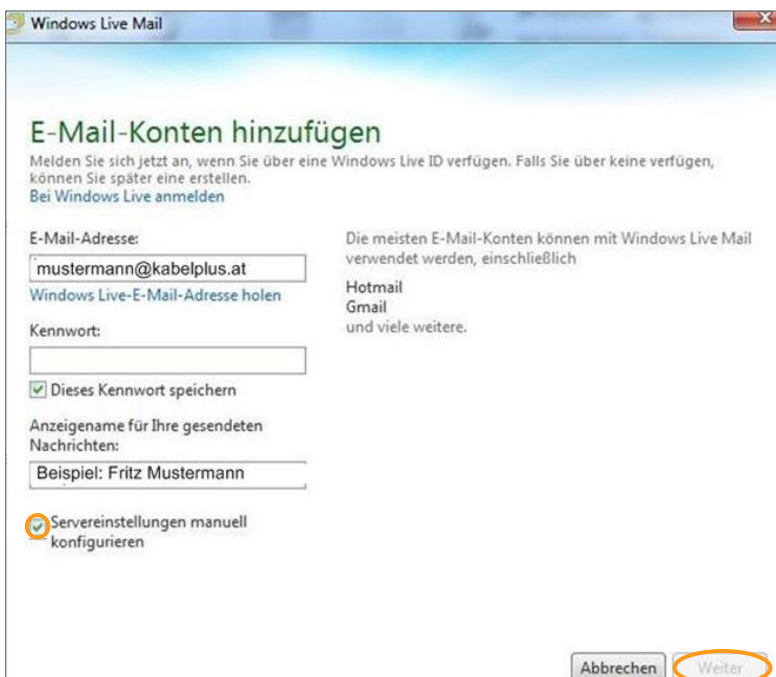 Windows Live Mail
E-Mail-Konten hinzufügen
Melden Sie sich jetzt an, wenn Sie über eine Windows Live ID verfügen. Falls Sie über keine verfügen,
können Sie später eine erstellen.
Bei Windows Live anmelden
E-Mail-Adresse:
mustermann@kabelplus.at
Windows Live-E-Mail-Adresse holen
Kennwort:
Dieses Kennwort speichern
Anzeigename für Ihre gesendeten
Nachrichten:
Beispiel: Fritz Mustermann
Servereinstellungen manuell
konfigurieren
Die meisten E-Mail-Konten können mit Windows Live Mail
verwendet werden, einschließlich
Hotmail
Gmail
und viele weitere.
Abbrechen
Weiter